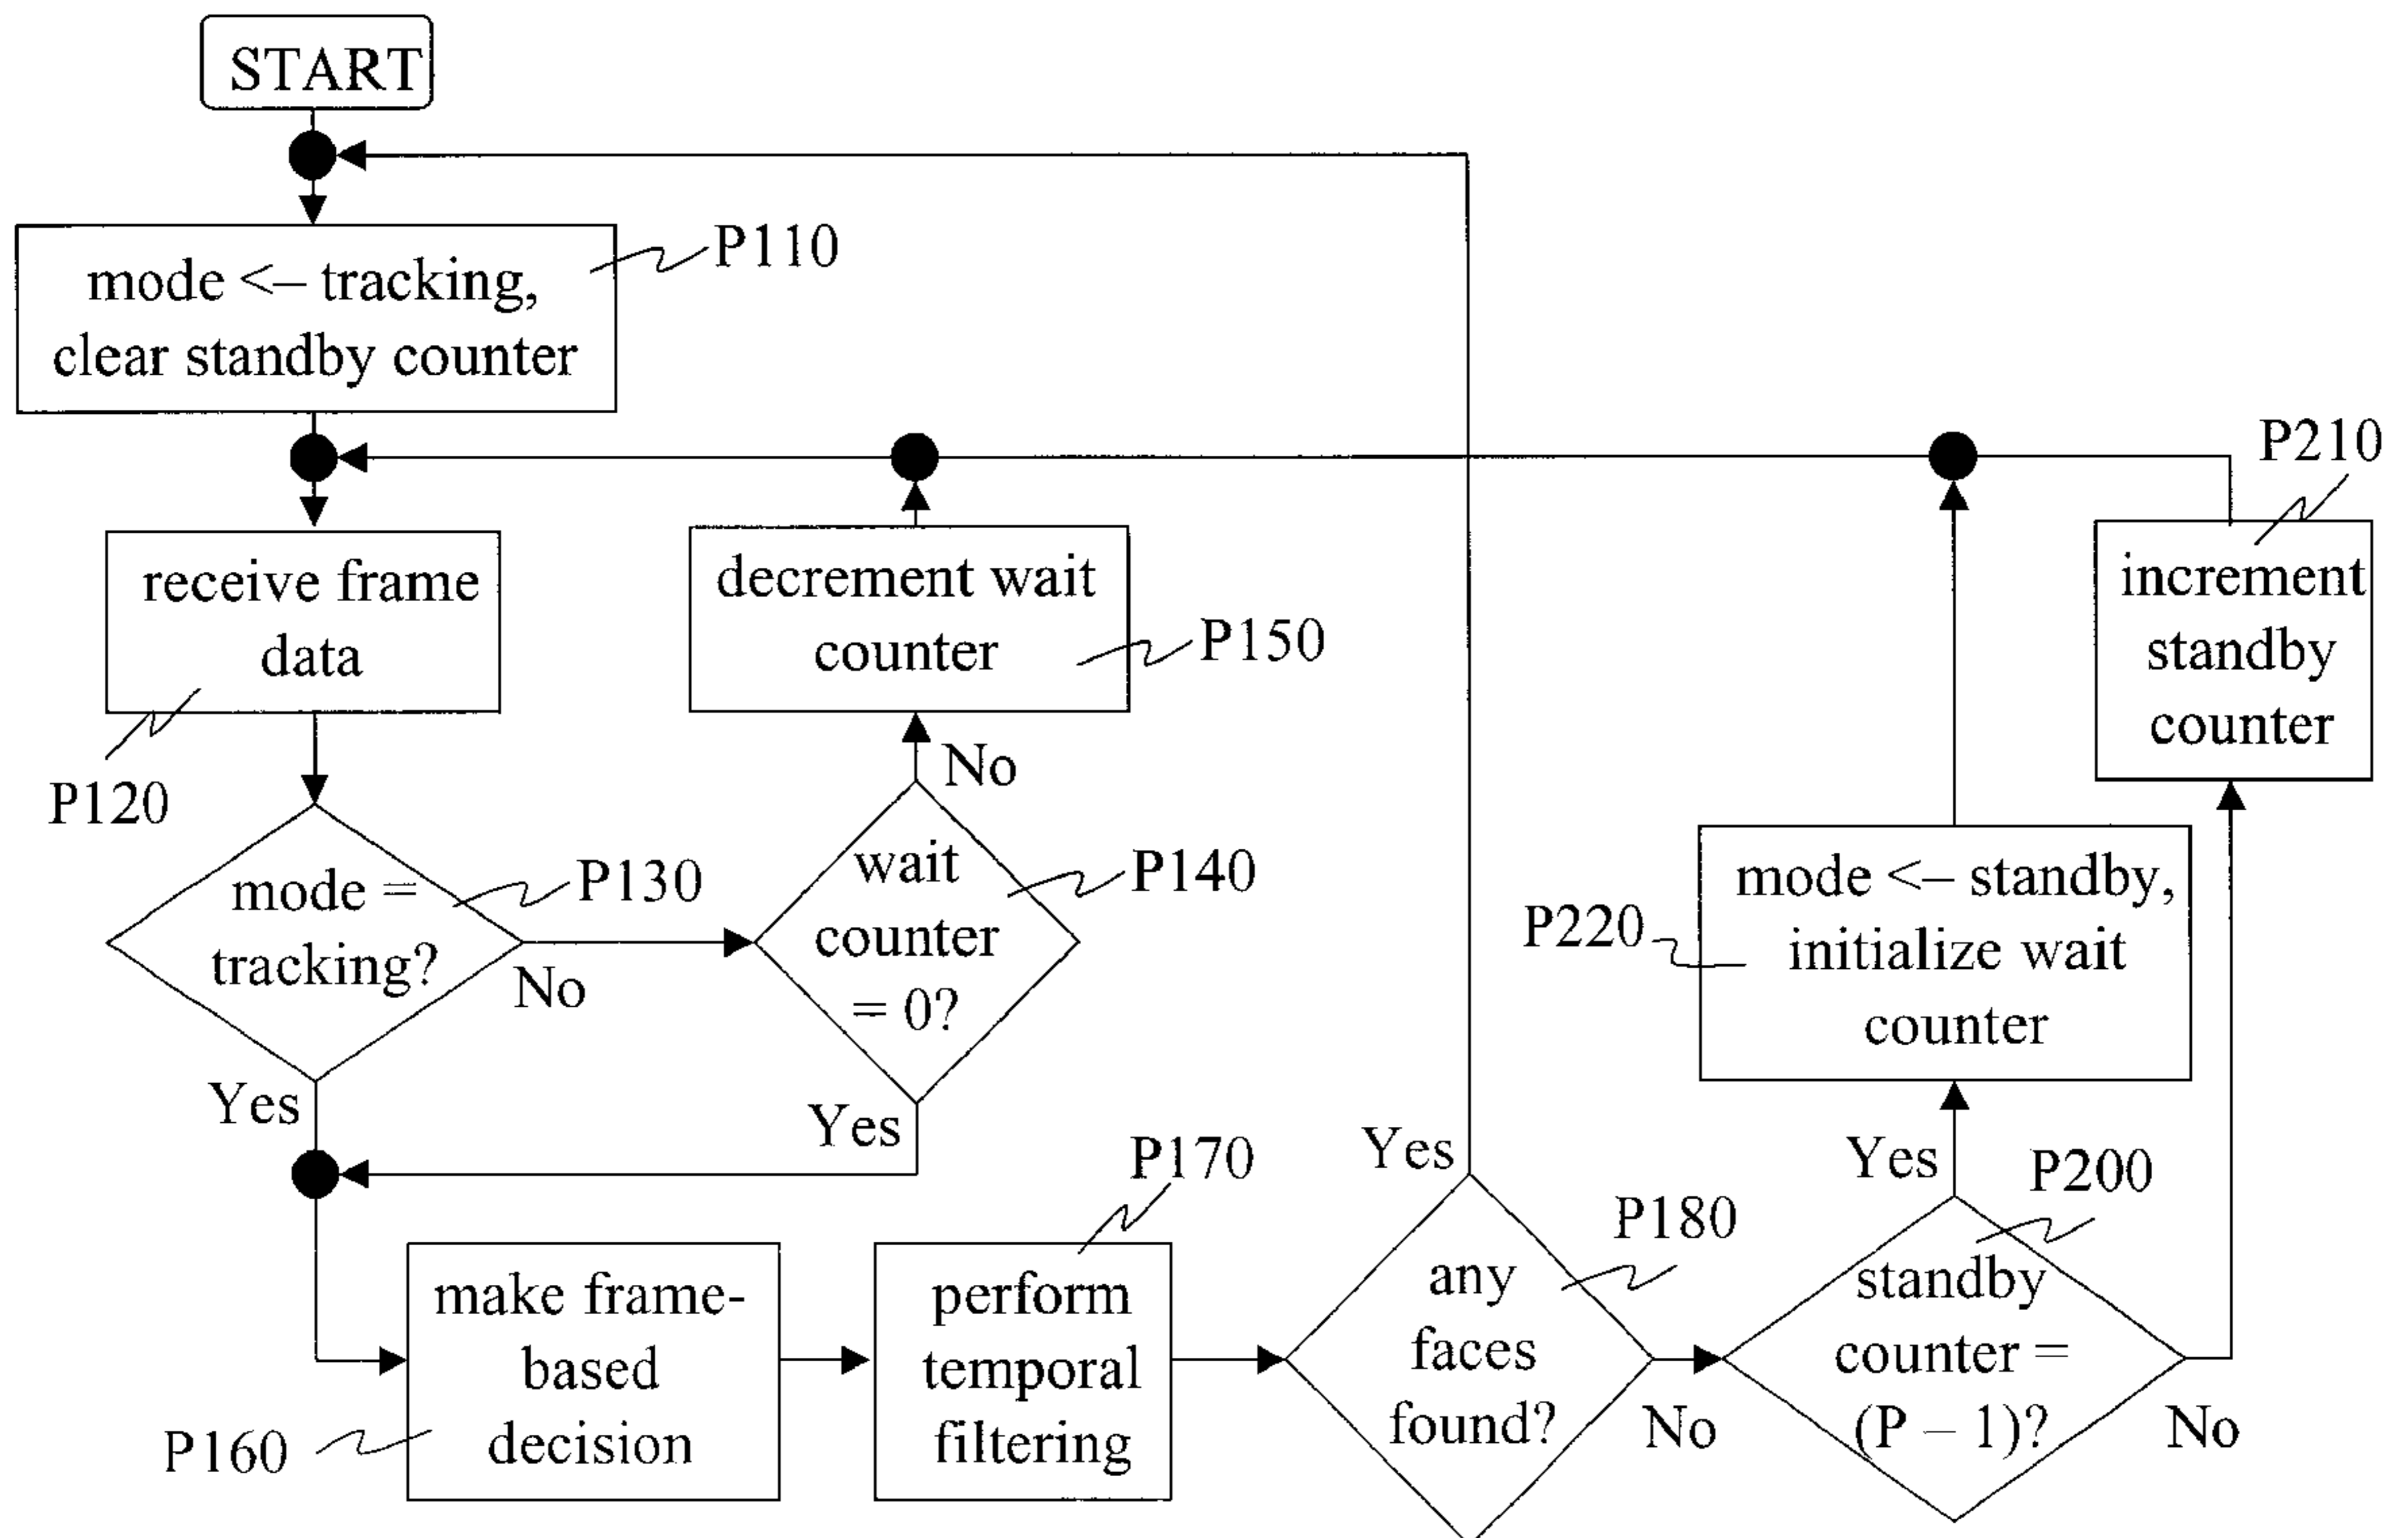 START
mode <– tracking,
clear standby counter
P110
receive frame
data
P120
decrement wait
counter
P150
increment
standby
counter
P210
mode =
tracking?
P130
No
Yes
wait
counter
= 0?
P140
No
Yes
mode <– standby,
initialize wait
counter
P220
make frame-
based
decision
P160
perform
temporal
filtering
P170
any
faces
found?
P180
Yes
No
standby
counter =
(P – 1)?
P200
Yes
No